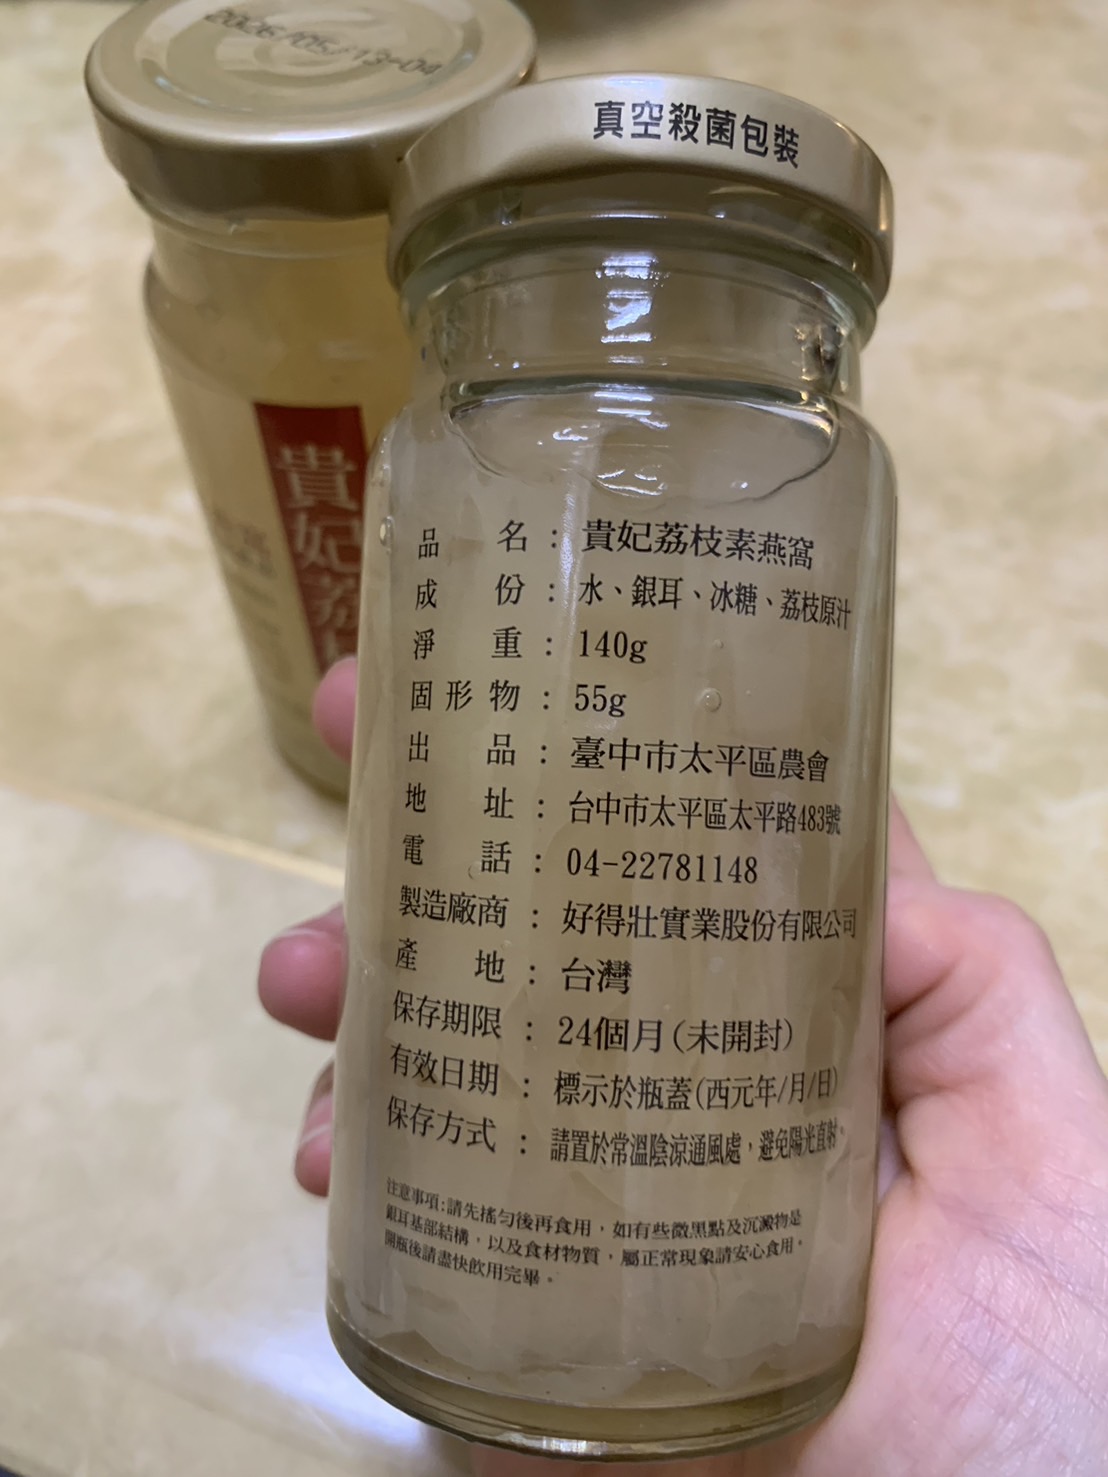 2026/05/13-04
真空殺菌包裝
貴妃荔
品名：貴妃荔枝素燕窩
成份：水、銀耳、冰糖、荔枝原汁
淨重：140g
固形物：55g
出品：臺中市太平區農會
地址：台中市太平區太平路483號
電話：04-22781148
製造廠商：好得壯實業股份有限公司
產地：台灣
保存期限：24個月(未開封)
有效日期：標示於瓶蓋(西元年/月/日)
保存方式：請置於常溫陰涼通風處，避免陽光直射。
注意事項:請先搖勻後再食用，如有些微黑點及沉澱物是
銀耳基部結構，以及食材物質，屬正常現象請安心食用。
開瓶後請盡快飲用完畢。